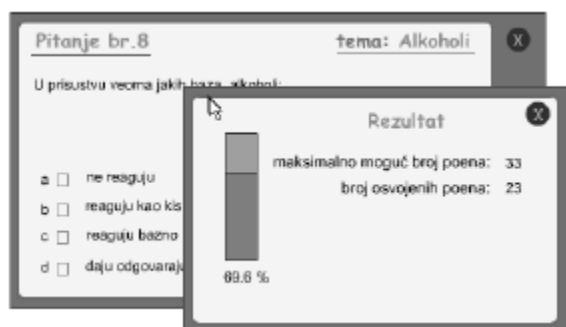 Pitanje br.8
tema: Alkoholi
X
U prisustvu veoma jakih baza, alkoholi:
a ne reaguju
b reaguju kao kis
c reaguju bazno
d daju odgovaraju
Rezultat
X
maksimalno moguć broj poena: 33
broj osvojenih poena: 23
69.6 %